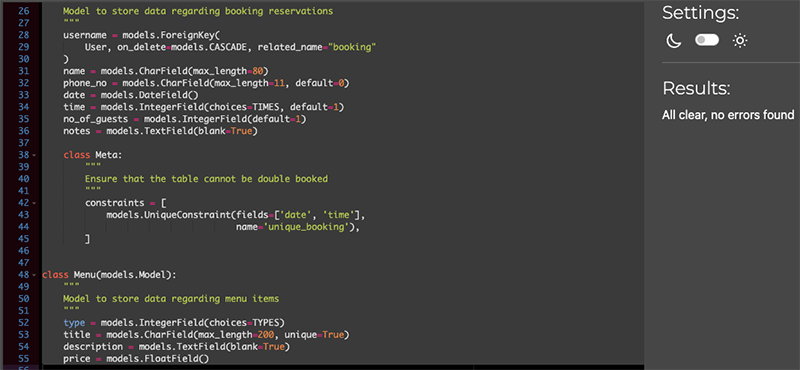 26 Model to store data regarding booking reservations
27 """
28 username = models.ForeignKey(
29 User, on_delete=models.CASCADE, related_name="booking"
30 )
31 name = models.CharField(max_length=80)
32 phone_no = models.CharField(max_length=11, default=0)
33 date = models.DateField()
34 time = models.IntegerField(choices=TIMES, default=1)
35 no_of_guests = models.IntegerField(default=1)
36 notes = models.TextField(blank=True)
37
38 class Meta:
39 """
40 Ensure that the table cannot be double booked
41 """
42 constraints = [
43 models.UniqueConstraint(fields=['date', 'time'],
44 name='unique_booking'),
45 ]
46
47
48 class Menu(models.Model):
49 """
50 Model to store data regarding menu items
51 """
52 type = models.IntegerField(choices=TYPES)
53 title = models.CharField(max_length=200, unique=True)
54 description = models.TextField(blank=True)
55 price = models.FloatField()
Settings:
Results:
All clear, no errors found